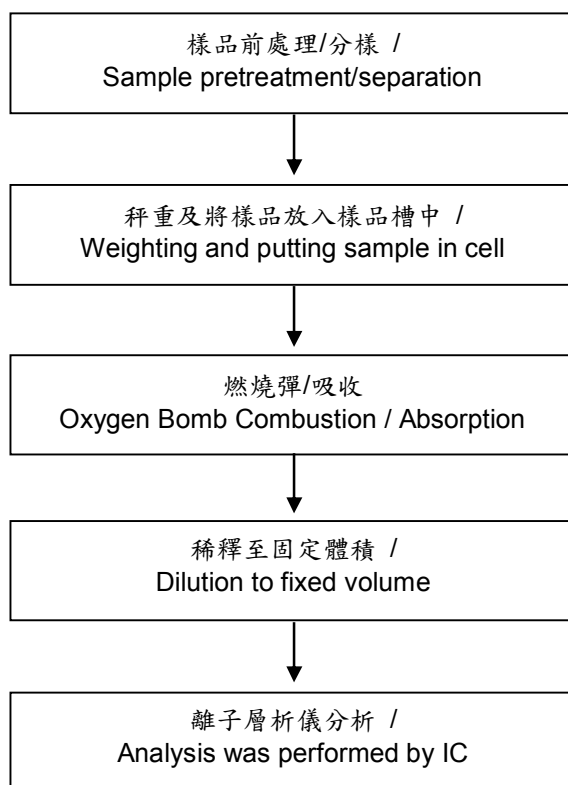 樣品前處理/分樣 /
Sample pretreatment/separation
秤重及將樣品放入樣品槽中 /
Weighting and putting sample in cell
燃燒彈/吸收
Oxygen Bomb Combustion / Absorption
稀釋至固定體積 /
Dilution to fixed volume
離子層析儀分析 /
Analysis was performed by IC